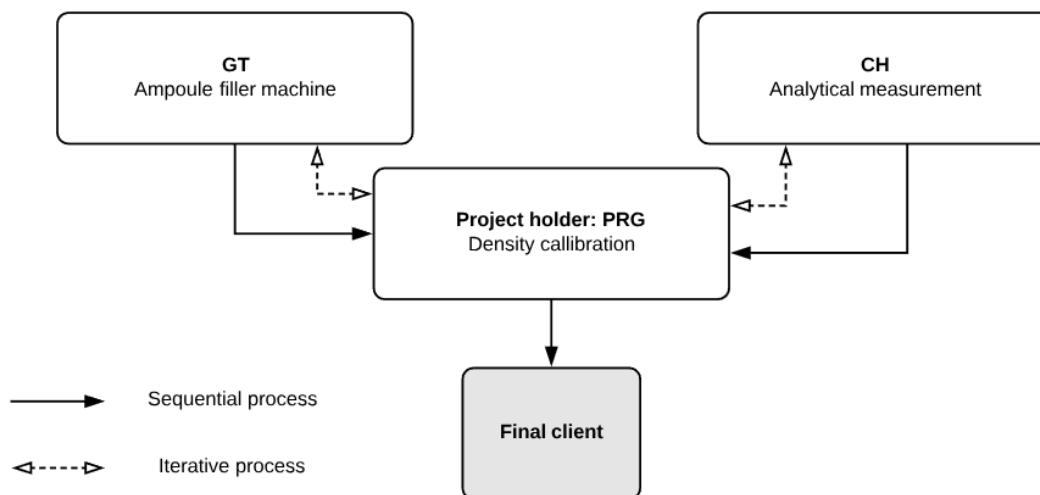 GT
Ampoule filler machine
CH
Analytical measurement
Project holder: PRG
Density callibration
Sequential process
Final client
Iterative process